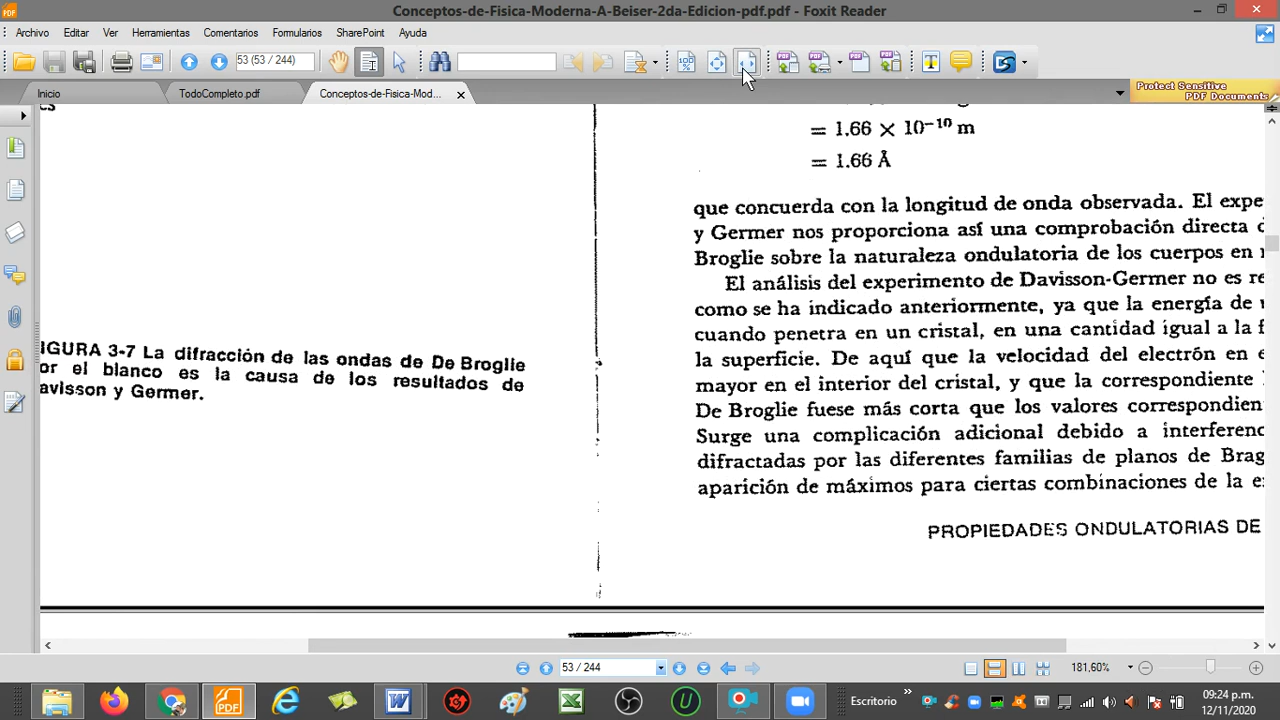 Conceptos-de-Fisica-Moderna-A-Beiser-2da-Edicion-pdf.pdf - Foxit Reader
Archivo Editar Ver Herramientas Comentarios Formularios SharePoint Ayuda
53 (53 / 244)
Inicio TodoCompleto.pdf Conceptos-de-Fisica-Mod...
Protect Sensitive
PDF Documents
es
= 1.66 × 10⁻¹⁰ m
= 1.66 Å
que concuerda con la longitud de onda observada. El expe
y Germer nos proporciona así una comprobación directa d
Broglie sobre la naturaleza ondulatoria de los cuerpos en
El análisis del experimento de Davisson-Germer no es re
como se ha indicado anteriormente, ya que la energía de
cuando penetra en un cristal, en una cantidad igual a la f
la superficie. De aquí que la velocidad del electrón en e
mayor en el interior del cristal, y que la correspondiente
De Broglie fuese más corta que los valores correspondien
Surge una complicación adicional debido a interferenc
difractadas por las diferentes familias de planos de Brag
aparición de máximos para ciertas combinaciones de la e
IGURA 3-7 La difracción de las ondas de De Broglie
or el blanco es la causa de los resultados de
avisson y Germer.
PROPIEDADES ONDULATORIAS DE
53 / 244
181,60%
Escritorio
09:24 p.m.
12/11/2020